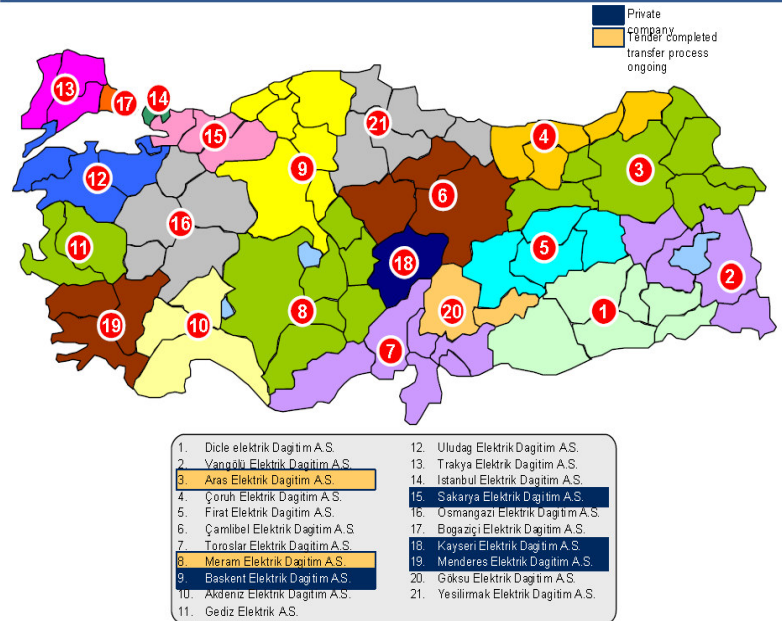 Private
company
Tender completed
transfer process
ongoing
13
17
14
15
21
4
3
9
12
6
16
11
18
5
2
8
20
1
19
10
7
1. Dicle elektrik Dagitim A.S.
2. Vangölü Elektrik Dagitim A.S.
3. Aras Elektrik Dagitim A.S.
4. Çoruh Elektrik Dagitim A.S.
5. Firat Elektrik Dagitim A.S.
6. Çamlibel Elektrik Dagitim A.S.
7. Toroslar Elektrik Dagitim A.S.
8. Meram Elektrik Dagitim A.S.
9. Baskent Elektrik Dagitim A.S.
10. Akdeniz Elektrik Dagitim A.S.
11. Gediz Elektrik A.S.
12. Uludag Elektrik Dagitim A.S.
13. Trakya Elektrik Dagitim A.S.
14. Istanbul Elektrik Dagitim A.S.
15. Sakarya Elektrik Dagitim A.S.
16. Osmangazi Elektrik Dagitim A.S.
17. Bogaziçi Elektrik Dagitim A.S.
18. Kayseri Elektrik Dagitim A.S.
19. Menderes Elektrik Dagitim A.S.
20. Göksu Elektrik Dagitim A.S.
21. Yesilirmak Elektrik Dagitim A.S.